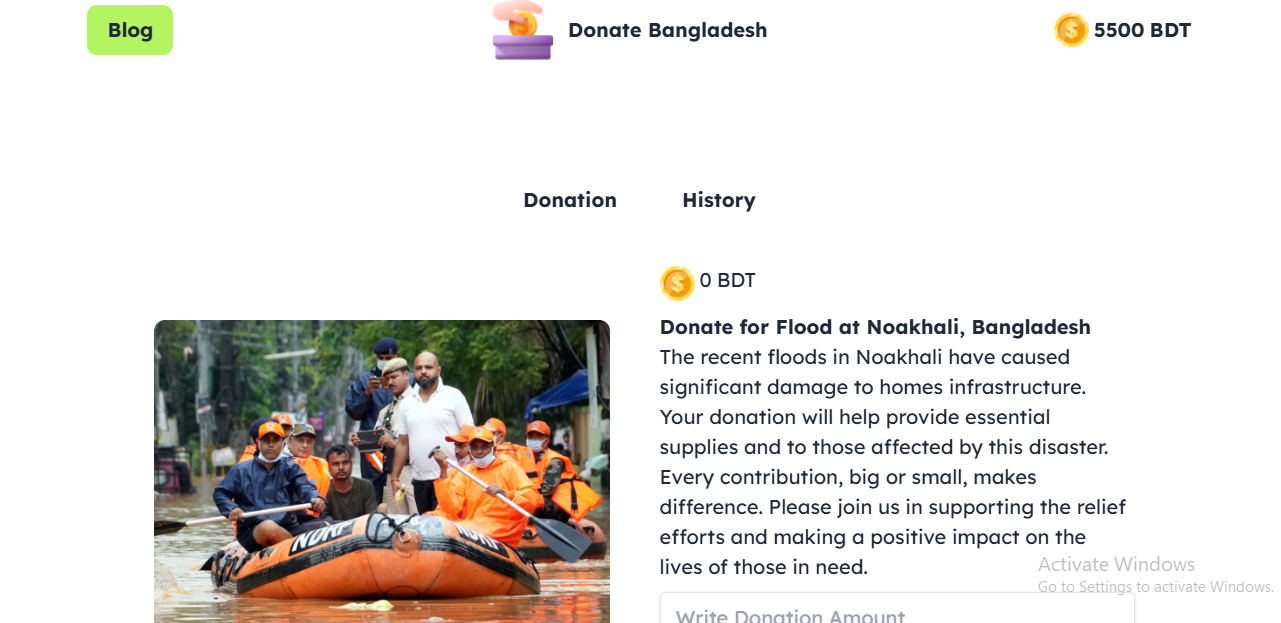 Blog
Donate Bangladesh
5500 BDT
Donation
History
0 BDT
Donate for Flood at Noakhali, Bangladesh
The recent floods in Noakhali have caused
significant damage to homes infrastructure.
Your donation will help provide essential
supplies and to those affected by this disaster.
Every contribution, big or small, makes
difference. Please join us in supporting the relief
efforts and making a positive impact on the
lives of those in need.
Write Donation Amount
Activate Windows
Go to Settings to activate Windows.
NDRF